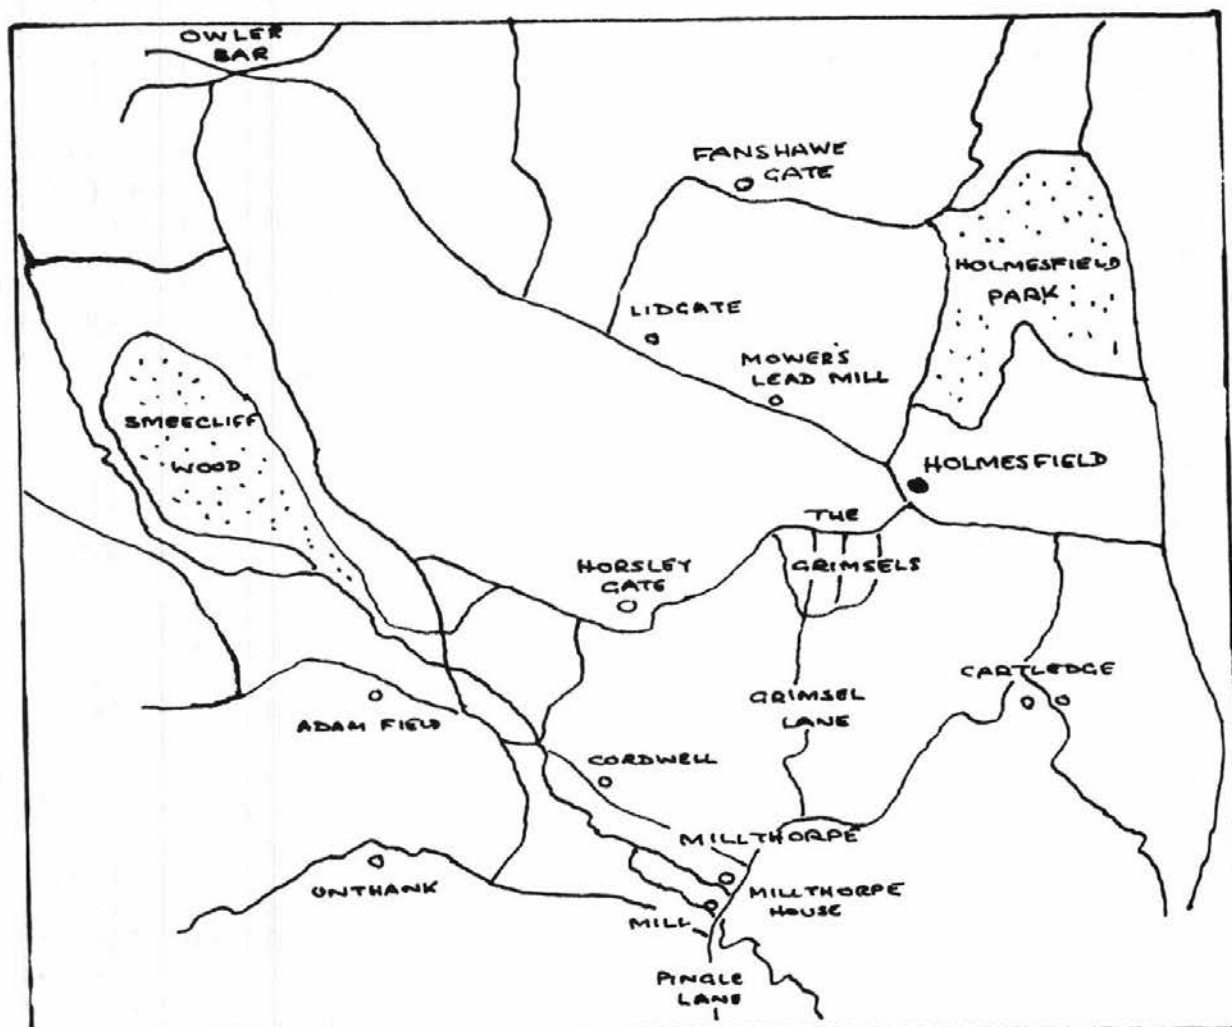 OWLER
BAR
FANSHAWE
GATE
HOLMESFIELD
PARK
LIDGATE
MOWER'S
LEAD MILL
SMEECLIFF
WOOD
HOLMESFIELD
THE
GRIMSELS
HORSLEY
GATE
CARTLEDGE
GRIMSEL
LANE
ADAM FIELD
CORDWELL
MILLTHORPE
UNTHANK
MILLTHORPE
HOUSE
MILL
PINGLE
LANE